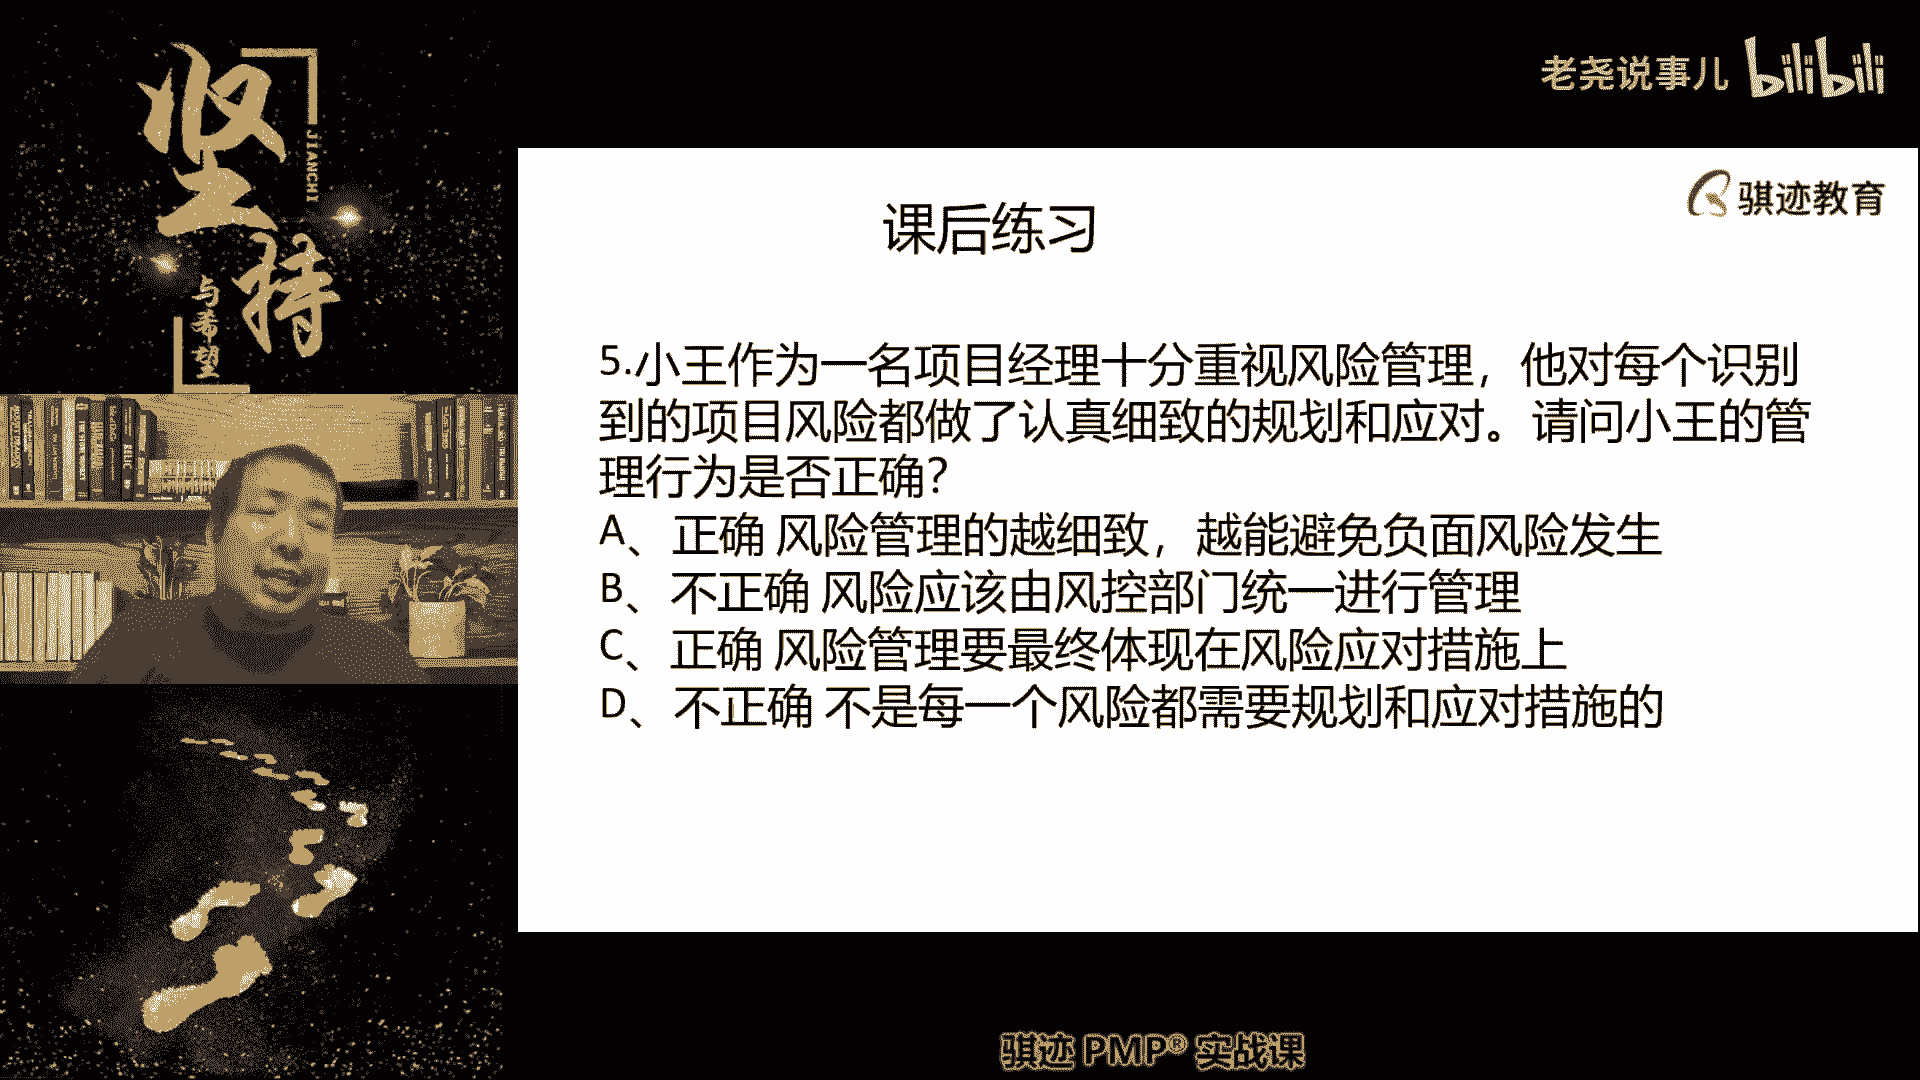 坚持
JIANCHI
与希望
老尧说事儿 bilibili
骐迹教育
课后练习
5.小王作为一名项目经理十分重视风险管理，他对每个识别
到的项目风险都做了认真细致的规划和应对。请问小王的管
理行为是否正确？
A、正确 风险管理的越细致，越能避免负面风险发生
B、不正确 风险应该由风控部门统一进行管理
C、正确 风险管理要最终体现在风险应对措施上
D、不正确 不是每一个风险都需要规划和应对措施的
骐迹 PMP® 实战课